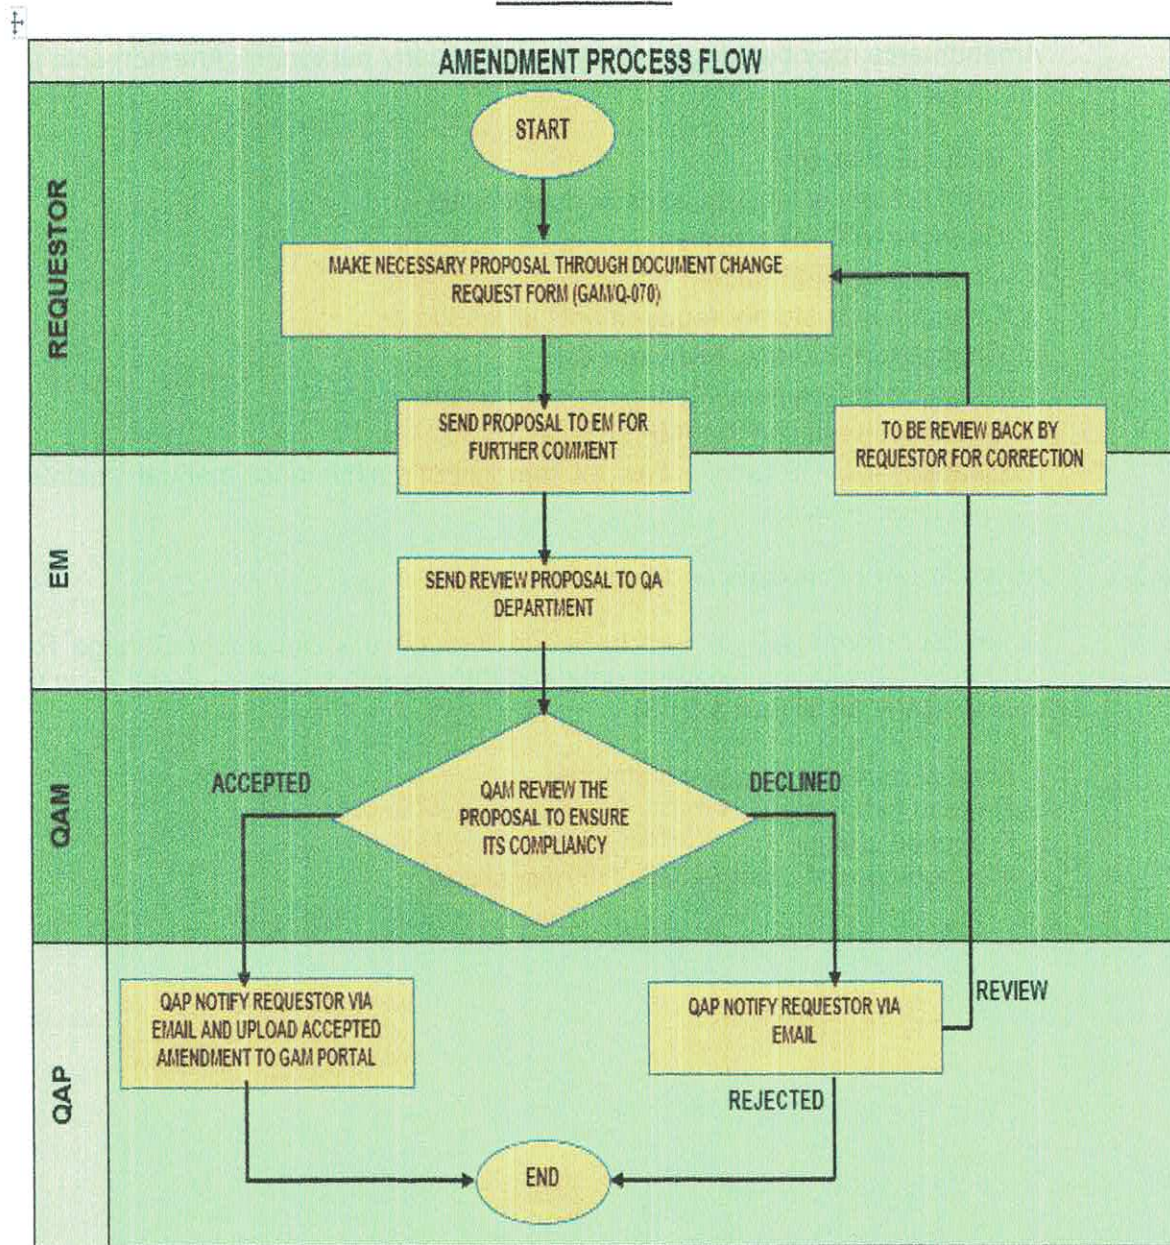 AMENDMENT PROCESS FLOW
REQUESTOR
START
MAKE NECESSARY PROPOSAL THROUGH DOCUMENT CHANGE
REQUEST FORM (GAM/Q-070)
SEND PROPOSAL TO EM FOR
FURTHER COMMENT
TO BE REVIEW BACK BY
REQUESTOR FOR CORRECTION
EM
SEND REVIEW PROPOSAL TO QA
DEPARTMENT
QAM
ACCEPTED
QAM REVIEW THE
PROPOSAL TO ENSURE
ITS COMPLIANCY
DECLINED
QAP
QAP NOTIFY REQUESTOR VIA
EMAIL AND UPLOAD ACCEPTED
AMENDMENT TO GAM PORTAL
QAP NOTIFY REQUESTOR VIA
EMAIL
REVIEW
REJECTED
END